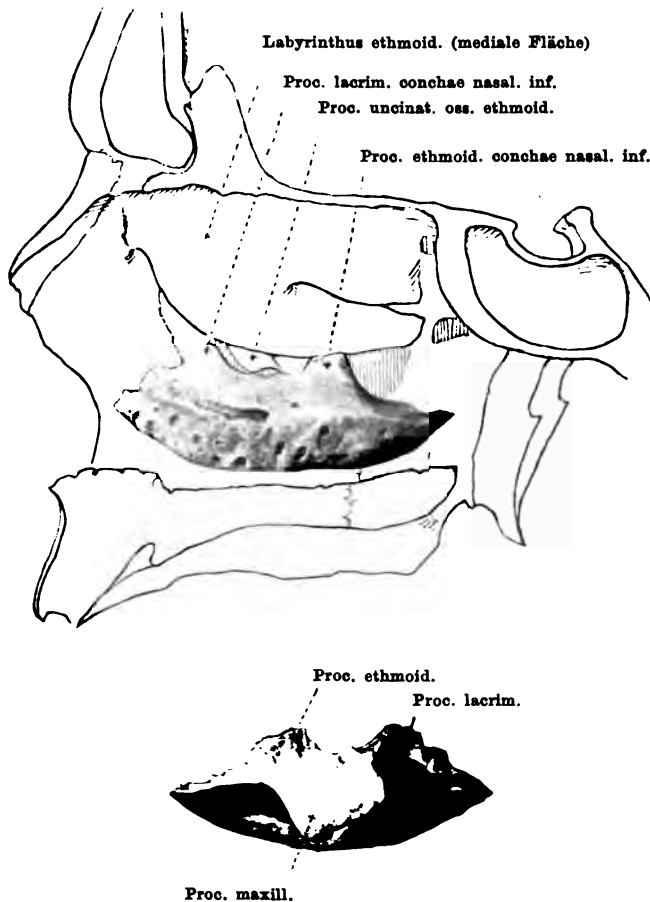 Labyrinthus ethmoid. (mediale Fläche)
Proc. lacrim. conchae nasal. inf.
Proc. uncinat. oss. ethmoid.
Proc. ethmoid. conchae nasal. inf.
Proc. ethmoid.
Proc. lacrim.
Proc. maxill.